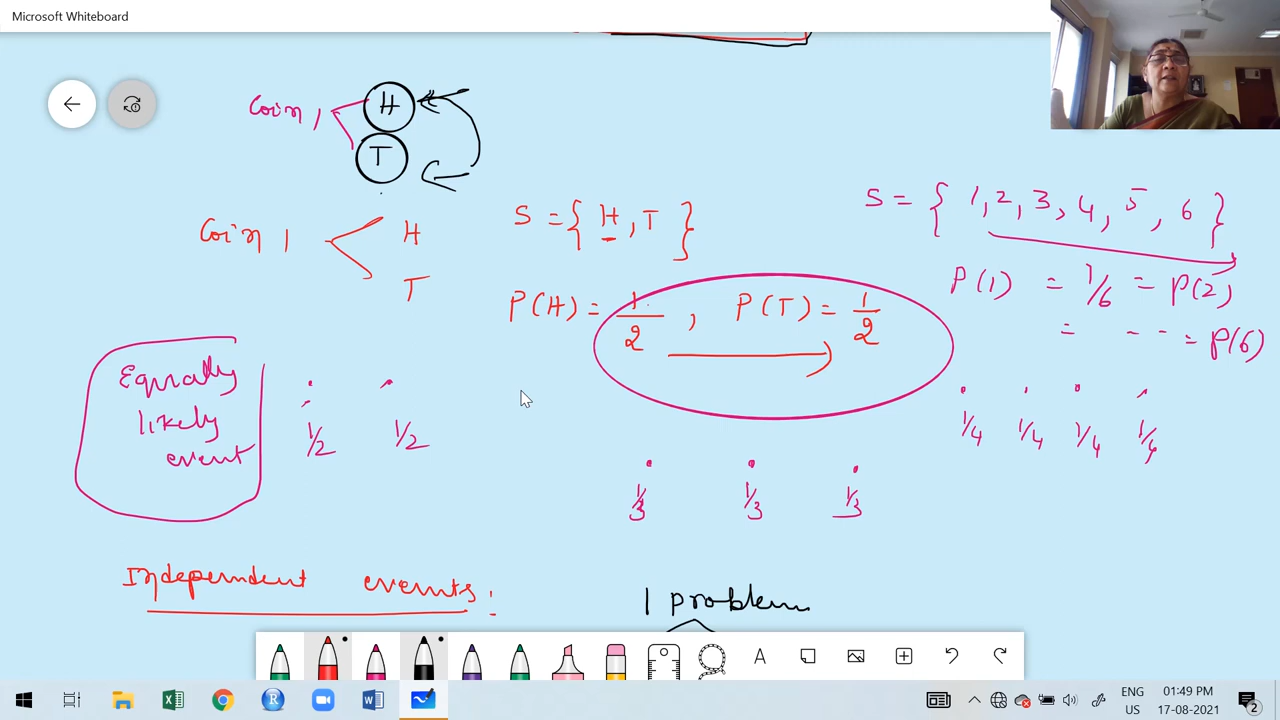 Microsoft Whiteboard
Coin 1
H
T
Coin 1
H
T
S = { H, T }
P(H) = 1/2 , P(T) = 1/2
S = { 1, 2, 3, 4, 5, 6 }
P(1) = 1/6 = P(2)
= - - = P(6)
Equally
likely
event
1/2 1/2
1/4 1/4 1/4 1/4
1/3 1/3 1/3
Independent events :
1 problem
A
ENG
US
01:49 PM
17-08-2021
2